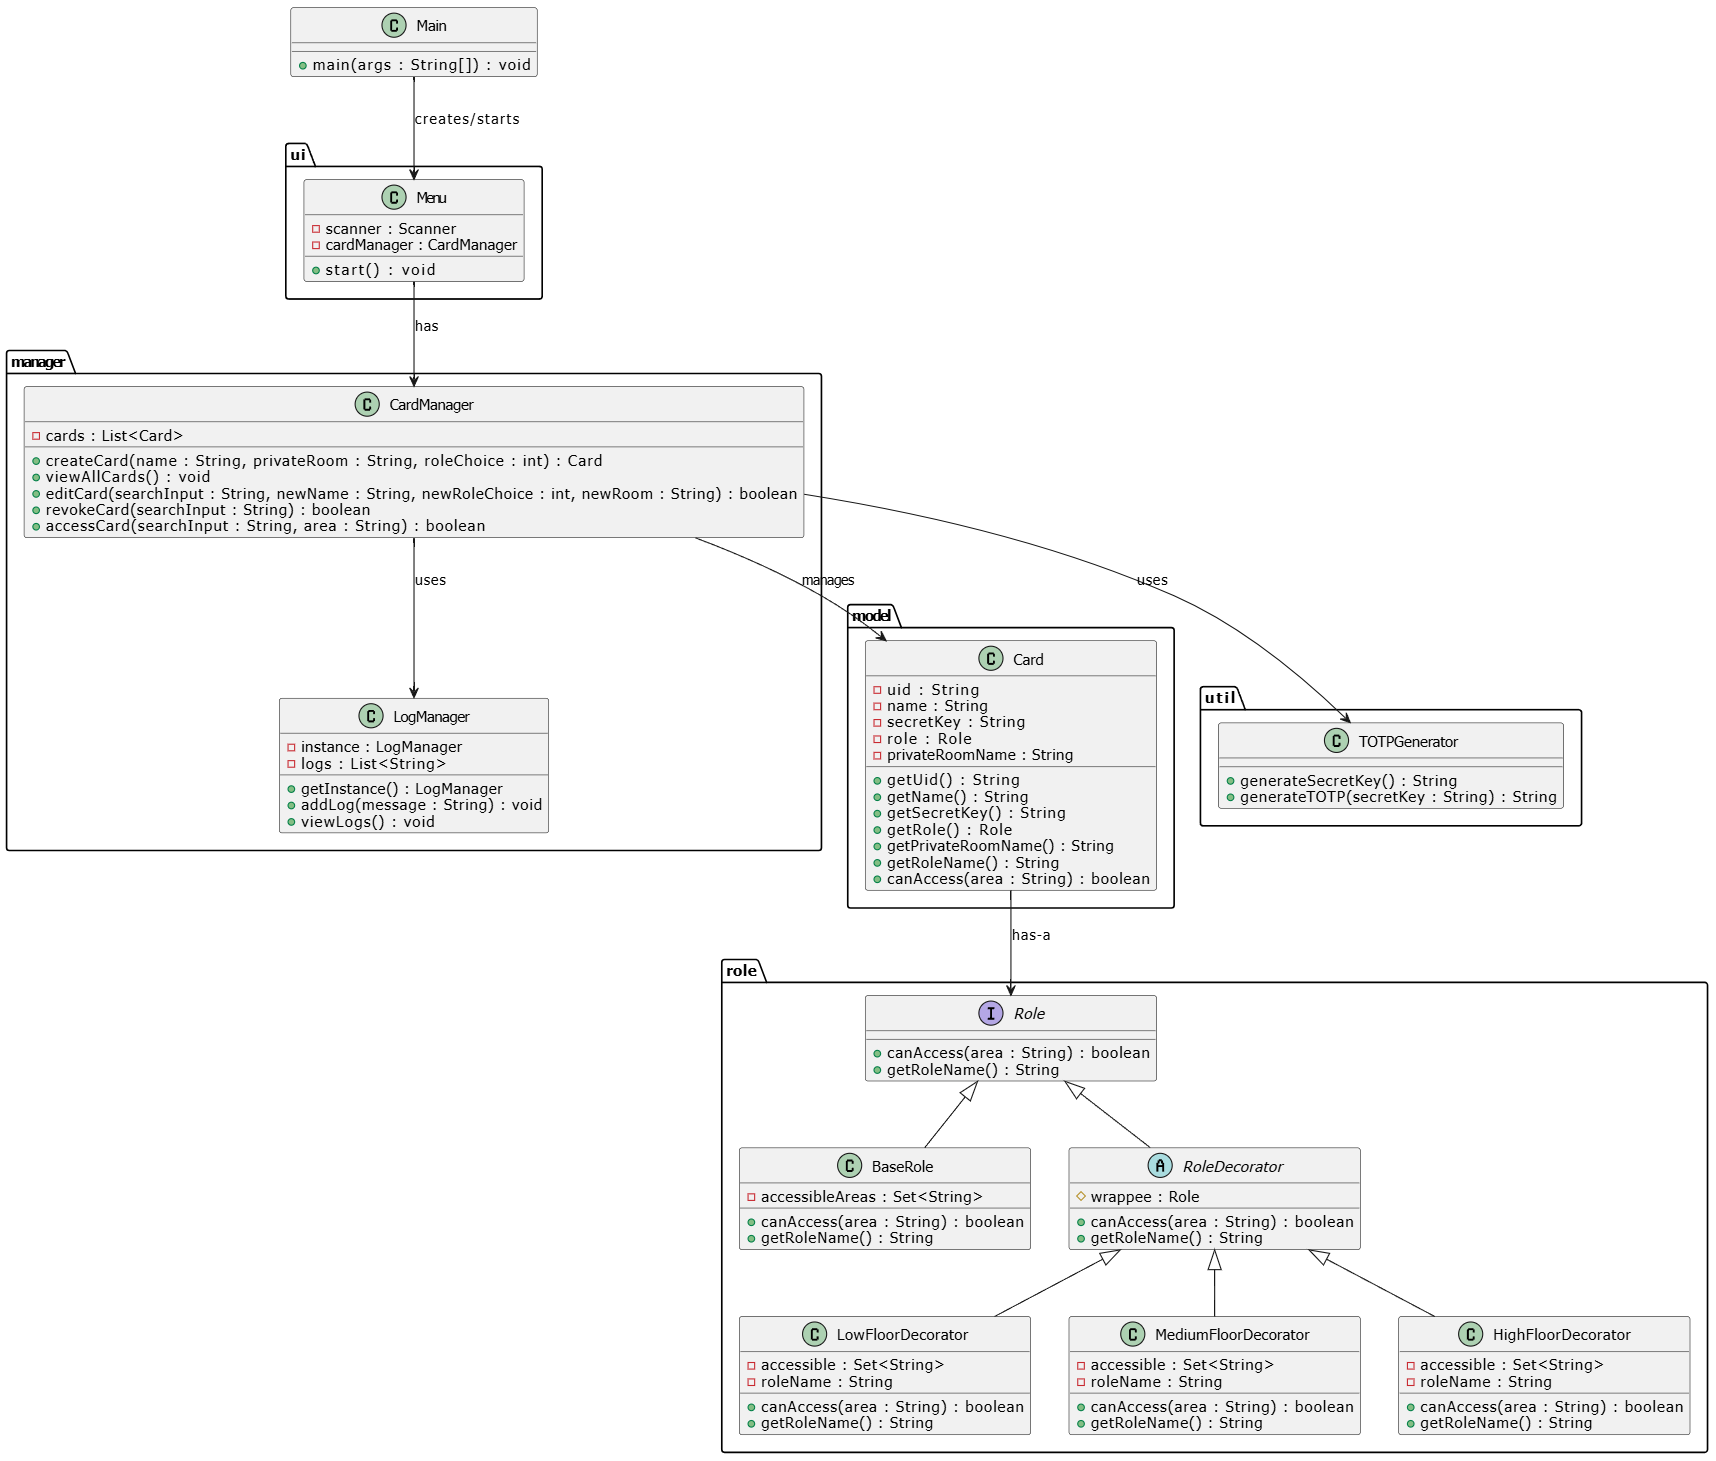 C Main
main(args : String[]) : void
creates/starts
ui
C Menu
scanner : Scanner
cardManager : CardManager
start() : void
has
manager
C CardManager
cards : List<Card>
createCard(name : String, privateRoom : String, roleChoice : int) : Card
viewAllCards() : void
editCard(searchInput : String, newName : String, newRoleChoice : int, newRoom : String) : boolean
revokeCard(searchInput : String) : boolean
accessCard(searchInput : String, area : String) : boolean
uses
manages
uses
C LogManager
instance : LogManager
logs : List<String>
getInstance() : LogManager
addLog(message : String) : void
viewLogs() : void
model
C Card
uid : String
name : String
secretKey : String
role : Role
privateRoomName : String
getUid() : String
getName() : String
getSecretKey() : String
getRole() : Role
getPrivateRoomName() : String
getRoleName() : String
canAccess(area : String) : boolean
util
C TOTPGenerator
generateSecretKey() : String
generateTOTP(secretKey : String) : String
has-a
role
I Role
canAccess(area : String) : boolean
getRoleName() : String
C BaseRole
accessibleAreas : Set<String>
canAccess(area : String) : boolean
getRoleName() : String
A RoleDecorator
wrappee : Role
canAccess(area : String) : boolean
getRoleName() : String
C LowFloorDecorator
accessible : Set<String>
roleName : String
canAccess(area : String) : boolean
getRoleName() : String
C MediumFloorDecorator
accessible : Set<String>
roleName : String
canAccess(area : String) : boolean
getRoleName() : String
C HighFloorDecorator
accessible : Set<String>
roleName : String
canAccess(area : String) : boolean
getRoleName() : String